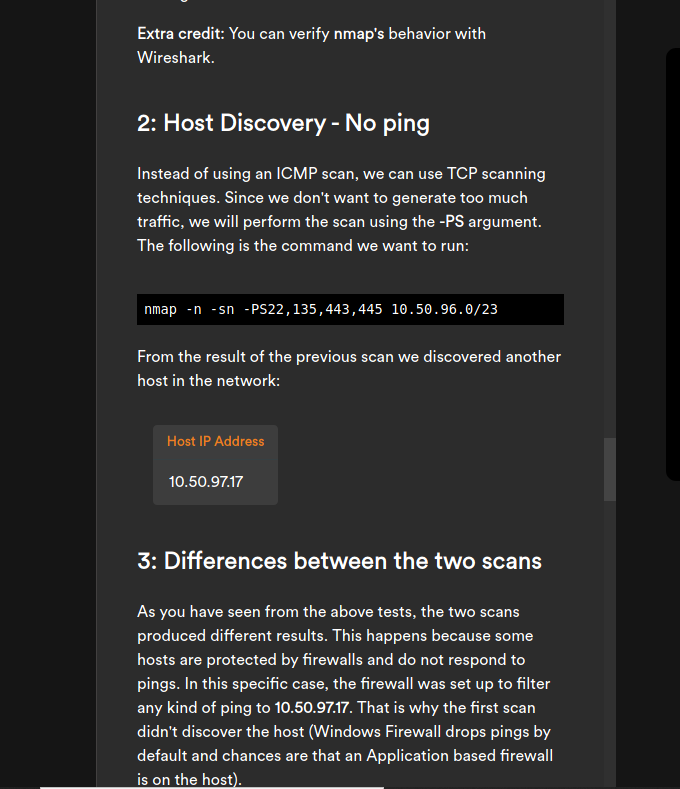 Extra credit: You can verify nmap's behavior with
Wireshark.
2: Host Discovery - No ping
Instead of using an ICMP scan, we can use TCP scanning
techniques. Since we don't want to generate too much
traffic, we will perform the scan using the -PS argument.
The following is the command we want to run:
nmap -n -sn -PS22,135,443,445 10.50.96.0/23
From the result of the previous scan we discovered another
host in the network:
Host IP Address
10.50.97.17
3: Differences between the two scans
As you have seen from the above tests, the two scans
produced different results. This happens because some
hosts are protected by firewalls and do not respond to
pings. In this specific case, the firewall was set up to filter
any kind of ping to 10.50.97.17. That is why the first scan
didn't discover the host (Windows Firewall drops pings by
default and chances are that an Application based firewall
is on the host).